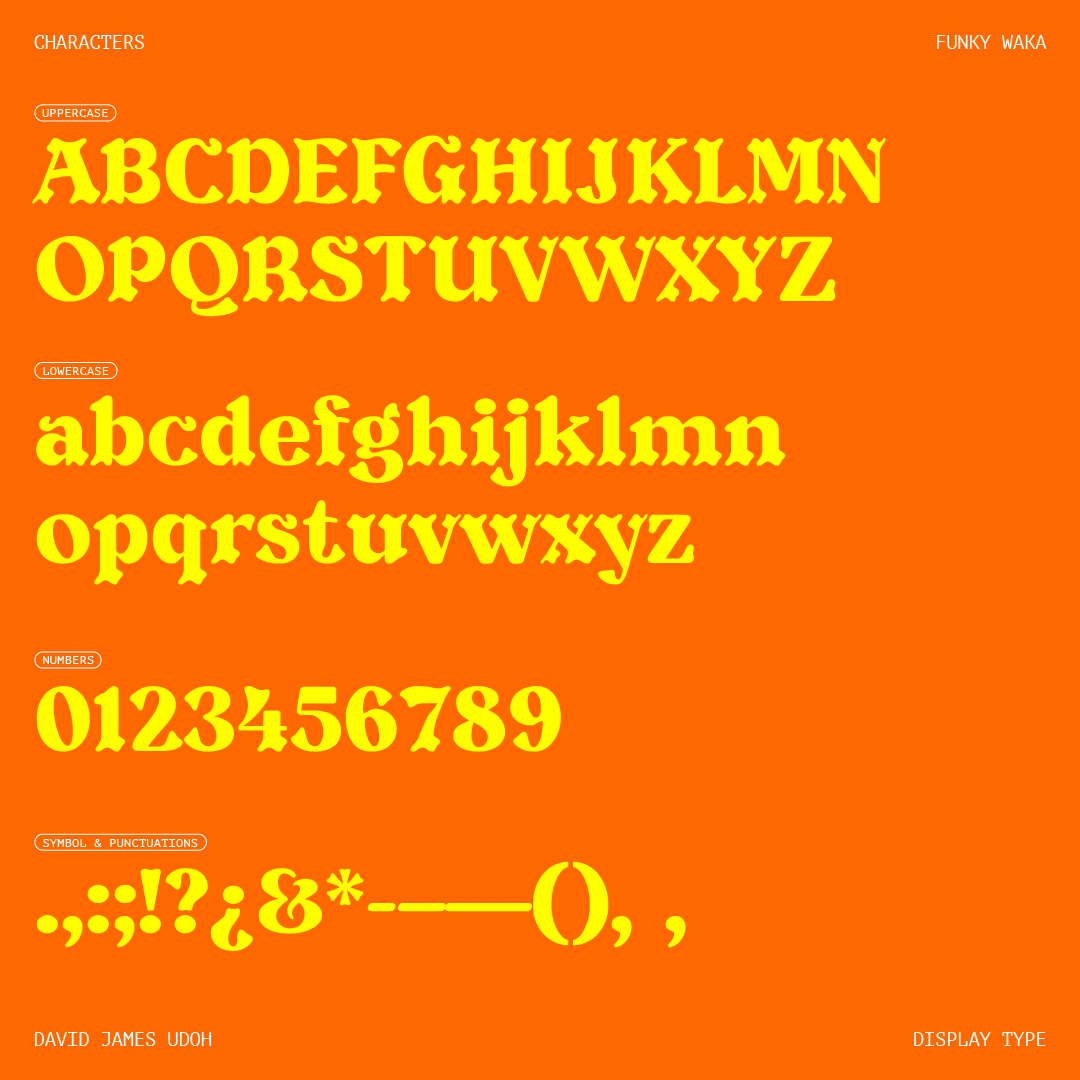 CHARACTERS
FUNKY WAKA
UPPERCASE
ABCDEFGHIJKLMN
OPQRSTUVWXYZ
LOWERCASE
abcdefghijklmn
opqrstuvwxyz
NUMBERS
0123456789
SYMBOL & PUNCTUATIONS
.,:;!?¿&*-–—(), ,
DAVID JAMES UDOH
DISPLAY TYPE